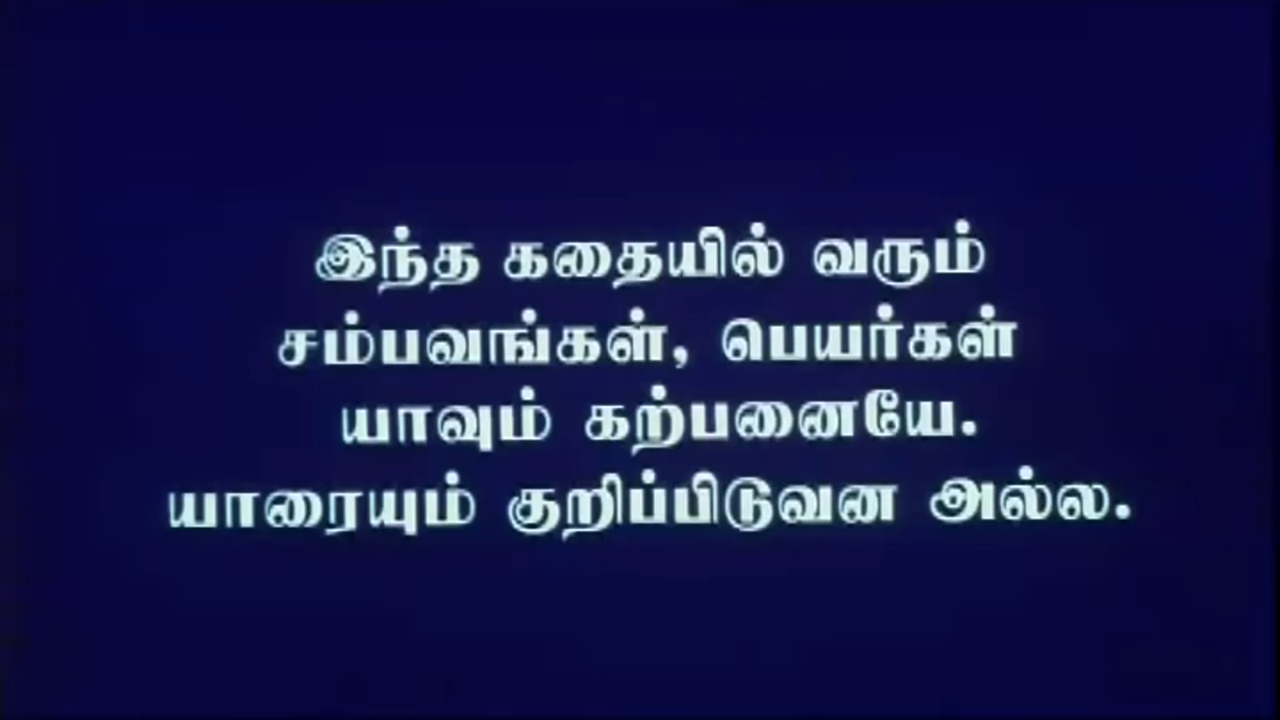 இந்த கதையில் வரும்
சம்பவங்கள், பெயர்கள்
யாவும் கற்பனையே.
யாரையும் குறிப்பிடுவன அல்ல.